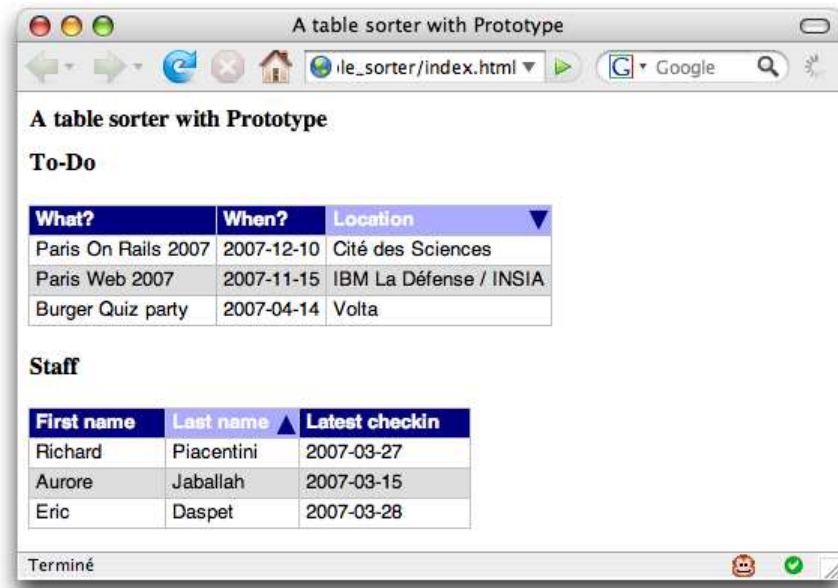 A table sorter with Prototype
le_sorter/index.html
G Google
A table sorter with Prototype
To-Do
What? When? Location
Paris On Rails 2007 2007-12-10 Cité des Sciences
Paris Web 2007 2007-11-15 IBM La Défense / INSIA
Burger Quiz party 2007-04-14 Volta
Staff
First name Last name Latest checkin
Richard Piacentini 2007-03-27
Aurore Jaballah 2007-03-15
Eric Daspet 2007-03-28
Terminé